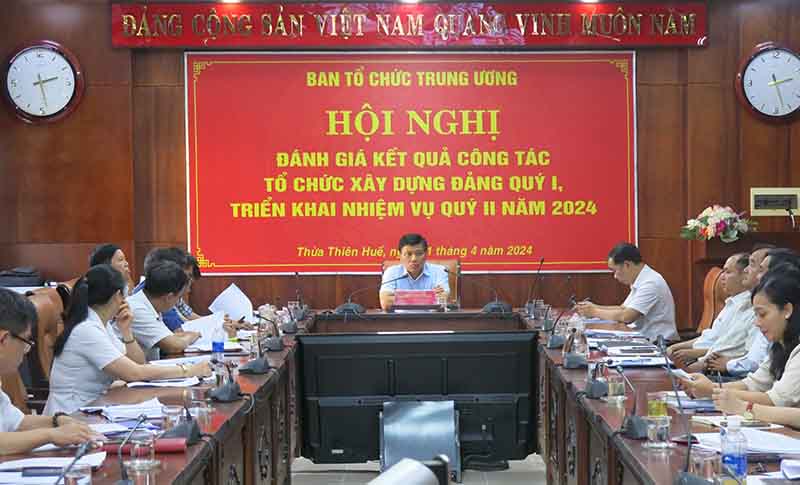 ĐẢNG CỘNG SẢN VIỆT NAM QUANG VINH MUÔN NĂM
BAN TỔ CHỨC TRUNG ƯƠNG
HỘI NGHỊ
ĐÁNH GIÁ KẾT QUẢ CÔNG TÁC
TỔ CHỨC XÂY DỰNG ĐẢNG QUÝ I,
TRIỂN KHAI NHIỆM VỤ QUÝ II NĂM 2024
Thừa Thiên Huế, tháng 4 năm 2024